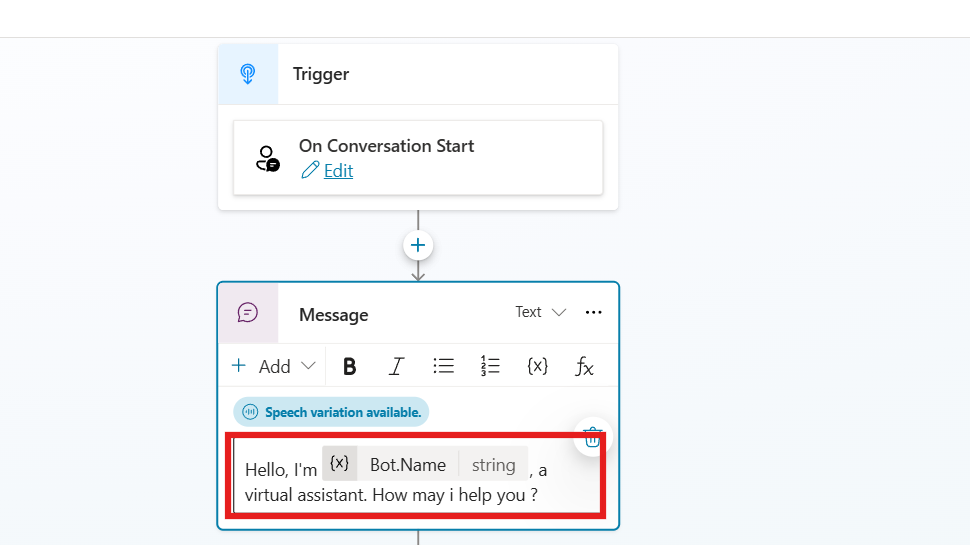 Trigger
On Conversation Start
Edit
Message
Text
Add
B I {x} fx
Speech variation available.
Hello, I'm {x} Bot.Name string , a
virtual assistant. How may i help you ?